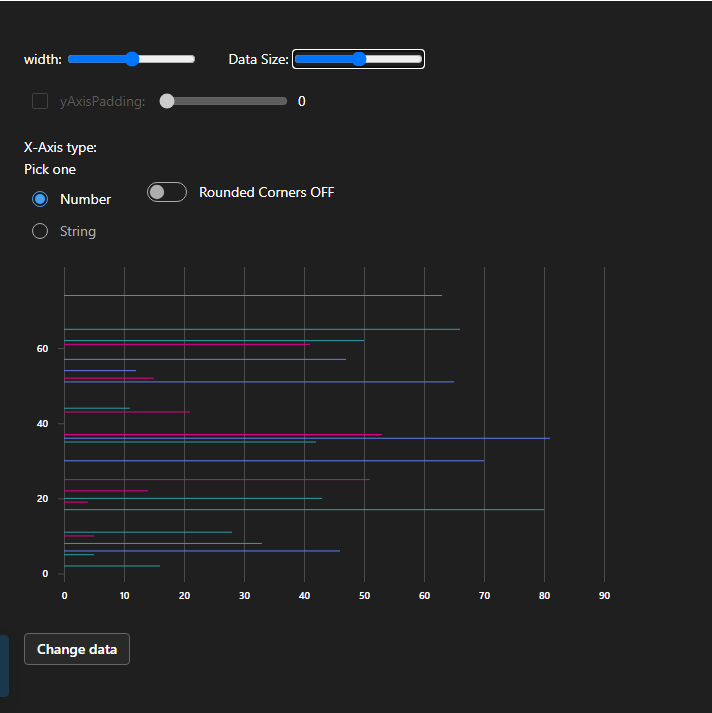 width: Data Size:
yAxisPadding: 0
X-Axis type:
Pick one
Number
Rounded Corners OFF
String
60
40
20
0
0 10 20 30 40 50 60 70 80 90
Change data